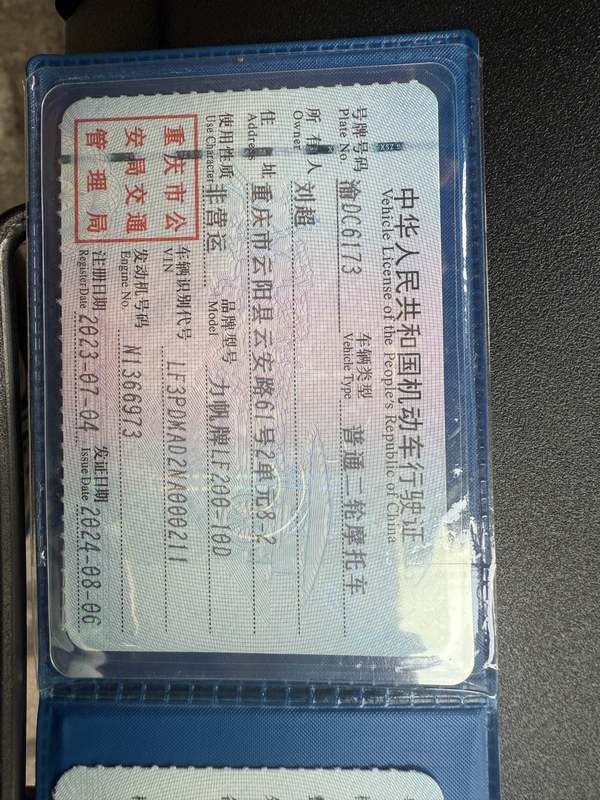 中华人民共和国机动车行驶证
Vehicle License of the People's Republic of China
号牌号码 渝DC6173 车辆类型 普通二轮摩托车
Plate No. Vehicle Type
所有人 刘超
Owner
住址 重庆市云阳县云安路61号2单元8-2
Address
使用性质 非营运 品牌型号 力帆牌LF200-10D
Use Character Model
重庆市公安局交通管理局
车辆识别代号 LF3PDMA02NA000211
VIN
发动机号码 N1366973
Engine No.
注册日期 2023-07-04 发证日期 2024-08-06
Register Date Issue Date